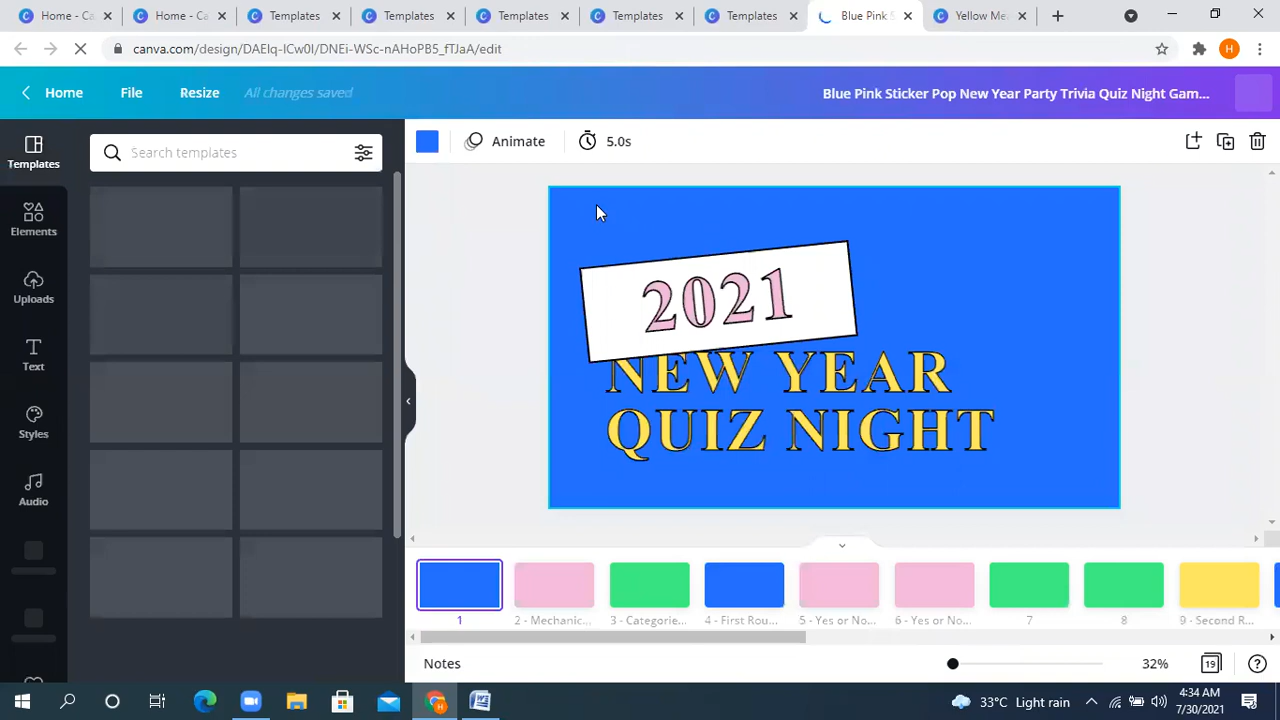 Home - Ca
Home - Ca
Templates
Templates
Templates
Templates
Templates
Blue Pink S
Yellow Me
canva.com/design/DAElq-ICw0I/DNEi-WSc-nAHoPB5_fTJaA/edit
H
Home
File
Resize
All changes saved
Blue Pink Sticker Pop New Year Party Trivia Quiz Night Gam...
Templates
Search templates
Animate
5.0s
Elements
Uploads
Text
Styles
Audio
2021
NEW YEAR
QUIZ NIGHT
1
2 - Mechanic...
3 - Categorie...
4 - First Rou...
5 - Yes or No...
6 - Yes or No...
7
8
9 - Second R...
Notes
32%
19
33°C Light rain
4:34 AM
7/30/2021